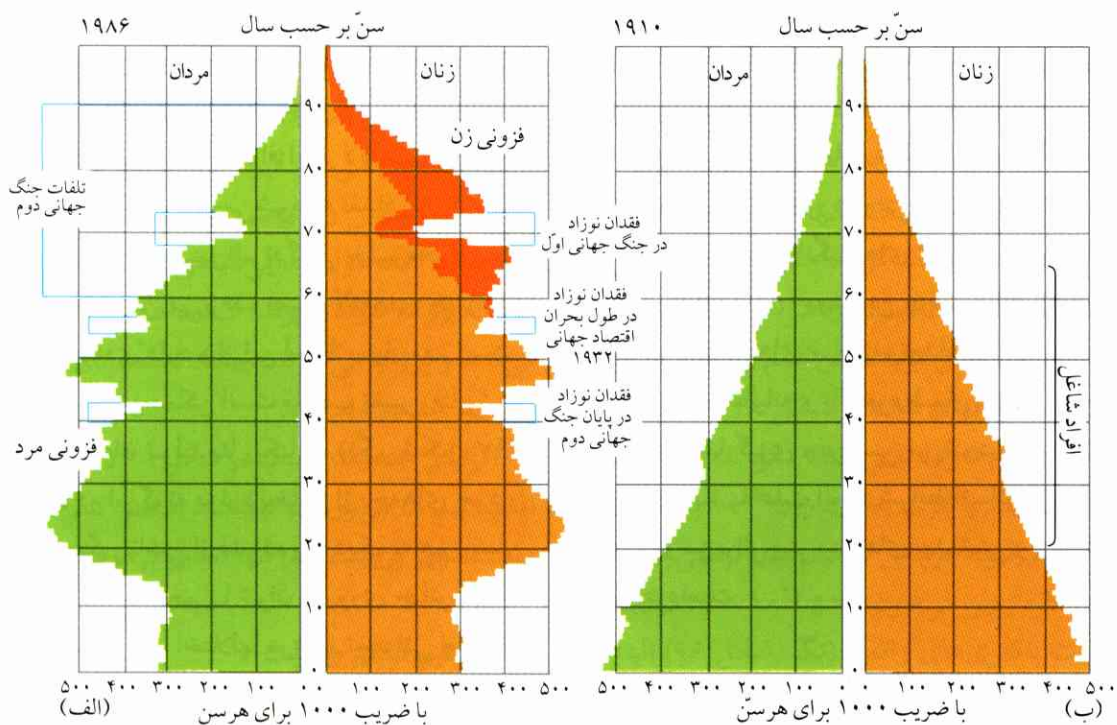 سنّ بر حسب سال
۱۹۱۰
زنان
مردان
۹۰
۸۰
۷۰
۶۰
۵۰
۴۰
۳۰
۲۰
۱۰
۰
افراد شاغل
۵۰۰ ۴۰۰ ۳۰۰ ۲۰۰ ۱۰۰ ۰ ۰ ۱۰۰ ۲۰۰ ۳۰۰ ۴۰۰ ۵۰۰
با ضریب ۱۰۰۰ برای هر سنّ
(ب)
سنّ بر حسب سال
۱۹۸۶
زنان
مردان
فزونی زن
۹۰
۸۰
۷۰
۶۰
۵۰
۴۰
۳۰
۲۰
۱۰
۰
فقدان نوزاد
در جنگ جهانی اوّل
فقدان نوزاد
در طول بحران
اقتصاد جهانی
۱۹۳۲
فقدان نوزاد
در پایان جنگ
جهانی دوم
تلفات جنگ
جهانی دوم
فزونی مرد
۵۰۰ ۴۰۰ ۳۰۰ ۲۰۰ ۱۰۰ ۰ ۰ ۱۰۰ ۲۰۰ ۳۰۰ ۴۰۰ ۵۰۰
با ضریب ۱۰۰۰ برای هرسن
(الف)